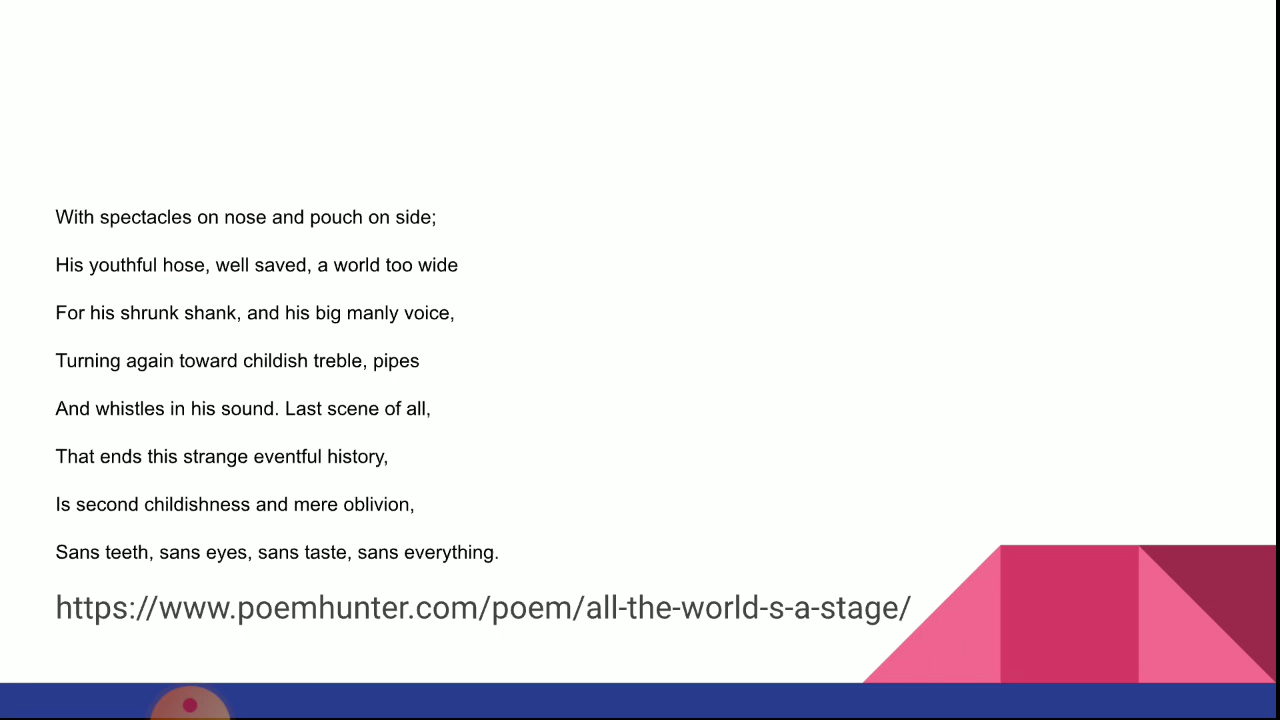 With spectacles on nose and pouch on side;
His youthful hose, well saved, a world too wide
For his shrunk shank, and his big manly voice,
Turning again toward childish treble, pipes
And whistles in his sound. Last scene of all,
That ends this strange eventful history,
Is second childishness and mere oblivion,
Sans teeth, sans eyes, sans taste, sans everything.
https://www.poemhunter.com/poem/all-the-world-s-a-stage/